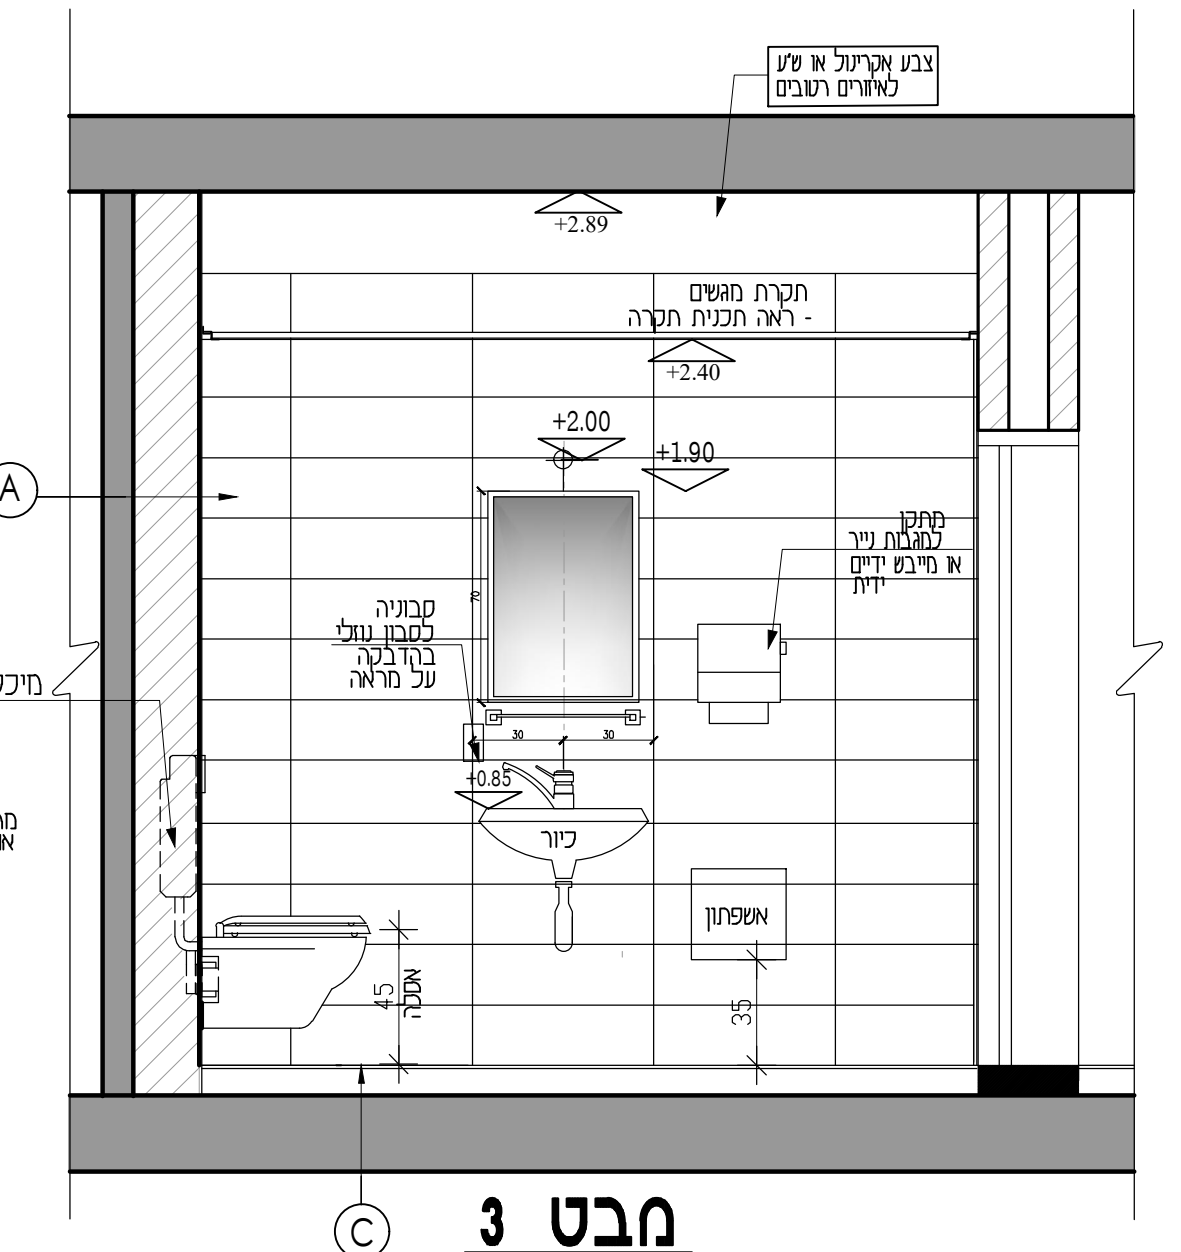 צבע אקרינול או ש"ע
לאיזורים רטובים
+2.89
תקרת מגשים
- ראה תכנית תקרה
+2.40
+2.00
+1.90
A
מתקן
למגבות נייר
או מייבש ידיים
ידית
70
סבוניה
לסבון נוזלי
בהדבקה
על מראה
30
30
+0.85
כיור
אשפתון
45
אסלה
35
C
מבט 3